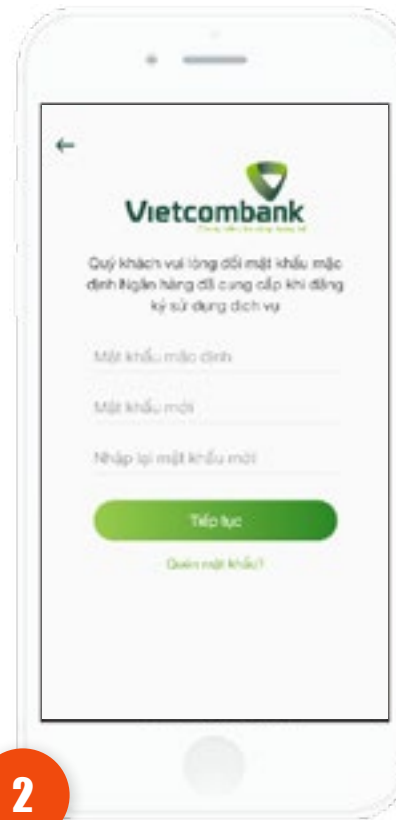 Vietcombank
Quý khách vui lòng đổi mật khẩu mặc
định Ngân hàng đã cung cấp khi đăng
ký sử dụng dịch vụ
Mật khẩu mặc định
Mật khẩu mới
Nhập lại mật khẩu mới
Tiếp tục
Quên mật khẩu?
2